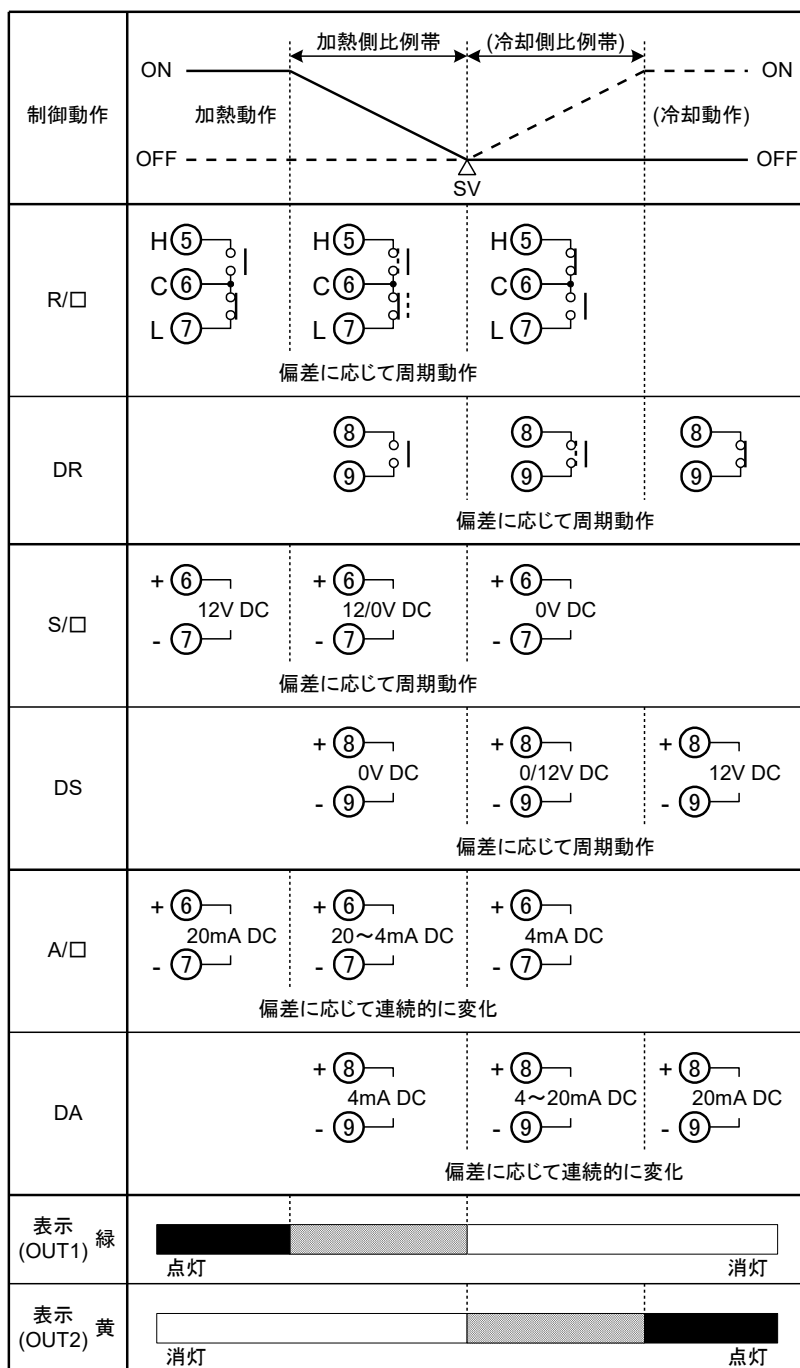 加熱側比例帯 (冷却側比例帯)
制御動作
ON ON
加熱動作 (冷却動作)
OFF OFF
SV
R/□
H⑤ H⑤ H⑤
C⑥ C⑥ C⑥
L⑦ L⑦ L⑦
偏差に応じて周期動作
DR
⑧ ⑧ ⑧
⑨ ⑨ ⑨
偏差に応じて周期動作
S/□
+⑥ +⑥ +⑥
12V DC 12/0V DC 0V DC
-⑦ -⑦ -⑦
偏差に応じて周期動作
DS
+⑧ +⑧ +⑧
0V DC 0/12V DC 12V DC
-⑨ -⑨ -⑨
偏差に応じて周期動作
A/□
+⑥ +⑥ +⑥
20mA DC 20～4mA DC 4mA DC
-⑦ -⑦ -⑦
偏差に応じて連続的に変化
DA
+⑧ +⑧ +⑧
4mA DC 4～20mA DC 20mA DC
-⑨ -⑨ -⑨
偏差に応じて連続的に変化
表示
(OUT1) 緑
点灯 消灯
表示
(OUT2) 黄
消灯 点灯